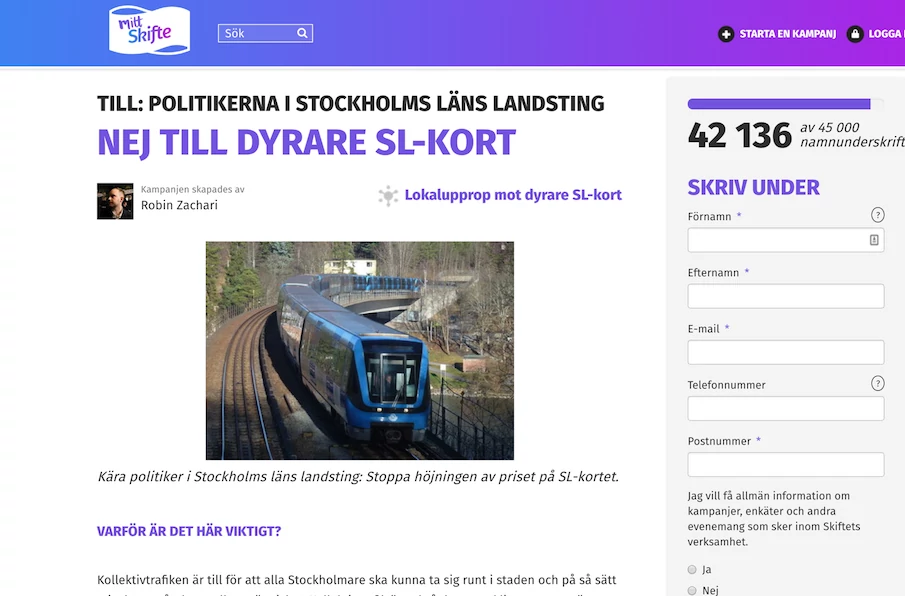 mitt
Skifte
Sök
STARTA EN KAMPANJ
LOGGA
TILL: POLITIKERNA I STOCKHOLMS LÄNS LANDSTING
NEJ TILL DYRARE SL-KORT
Kampanjen skapades av
Robin Zachari
Lokalupprop mot dyrare SL-kort
Kära politiker i Stockholms läns landsting: Stoppa höjningen av priset på SL-kortet.
VARFÖR ÄR DET HÄR VIKTIGT?
Kollektivtrafiken är till för att alla Stockholmare ska kunna ta sig runt i staden och på så sätt
42 136
av 45 000
namnunderskrift
SKRIV UNDER
Förnamn *
?
Efternamn *
E-mail *
Telefonnummer
?
Postnummer *
Jag vill få allmän information om
kampanjer, enkäter och andra
evenemang som sker inom Skiftets
verksamhet.
Ja
Nej